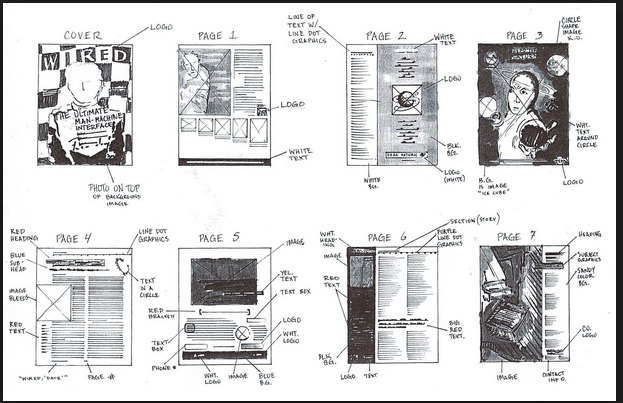 COVER
LOGO
WIRED
THE ULTIMATE
MAN-MACHINE
INTERFACE
PHOTO ON TOP
OF BACKGROUND
IMAGE
PAGE 1
LOGO
WHITE
TEXT
PAGE 2
LINE OF
TEXT W/
LINE DOT
GRAPHICS
WHITE
TEXT
LOGO
BLK.
BG.
LOGO
(WHITE)
WHITE
BG.
PAGE 3
CIRCLE
SHAPE
IMAGE
K.O.
WHT.
TEXT
AROUND
CIRCLE
LOGO
B.G.
IS IMAGE
"ICE CUBE"
PAGE 4
RED
HEADING
BLUE
SUB-
HEAD
IMAGE
BLEED
RED
TEXT
LINE DOT
GRAPHICS
TEXT
IN A
CIRCLE
PAGE #
PAGE 5
IMAGE
YEL.
TEXT
TEXT BOX
RED
BRACKETT
LOGO
WHT.
LOGO
TEXT
BOX
PHONE #
WHT.
LOGO
IMAGE
BLUE
B.G.
PAGE 6
SECTION (STORY)
PURPLE
LINE DOT
GRAPHICS
WHT.
HEAD-
ING
IMAGE
RED
TEXT
BLK.
BG.
LOGO
TEXT
BIG
RED
TEXT.
PAGE 7
HEADING
SUBJECT
GRAPHICS
SANDY
COLOR
BG.
CO.
LOGO
IMAGE
CONTACT
INFO.